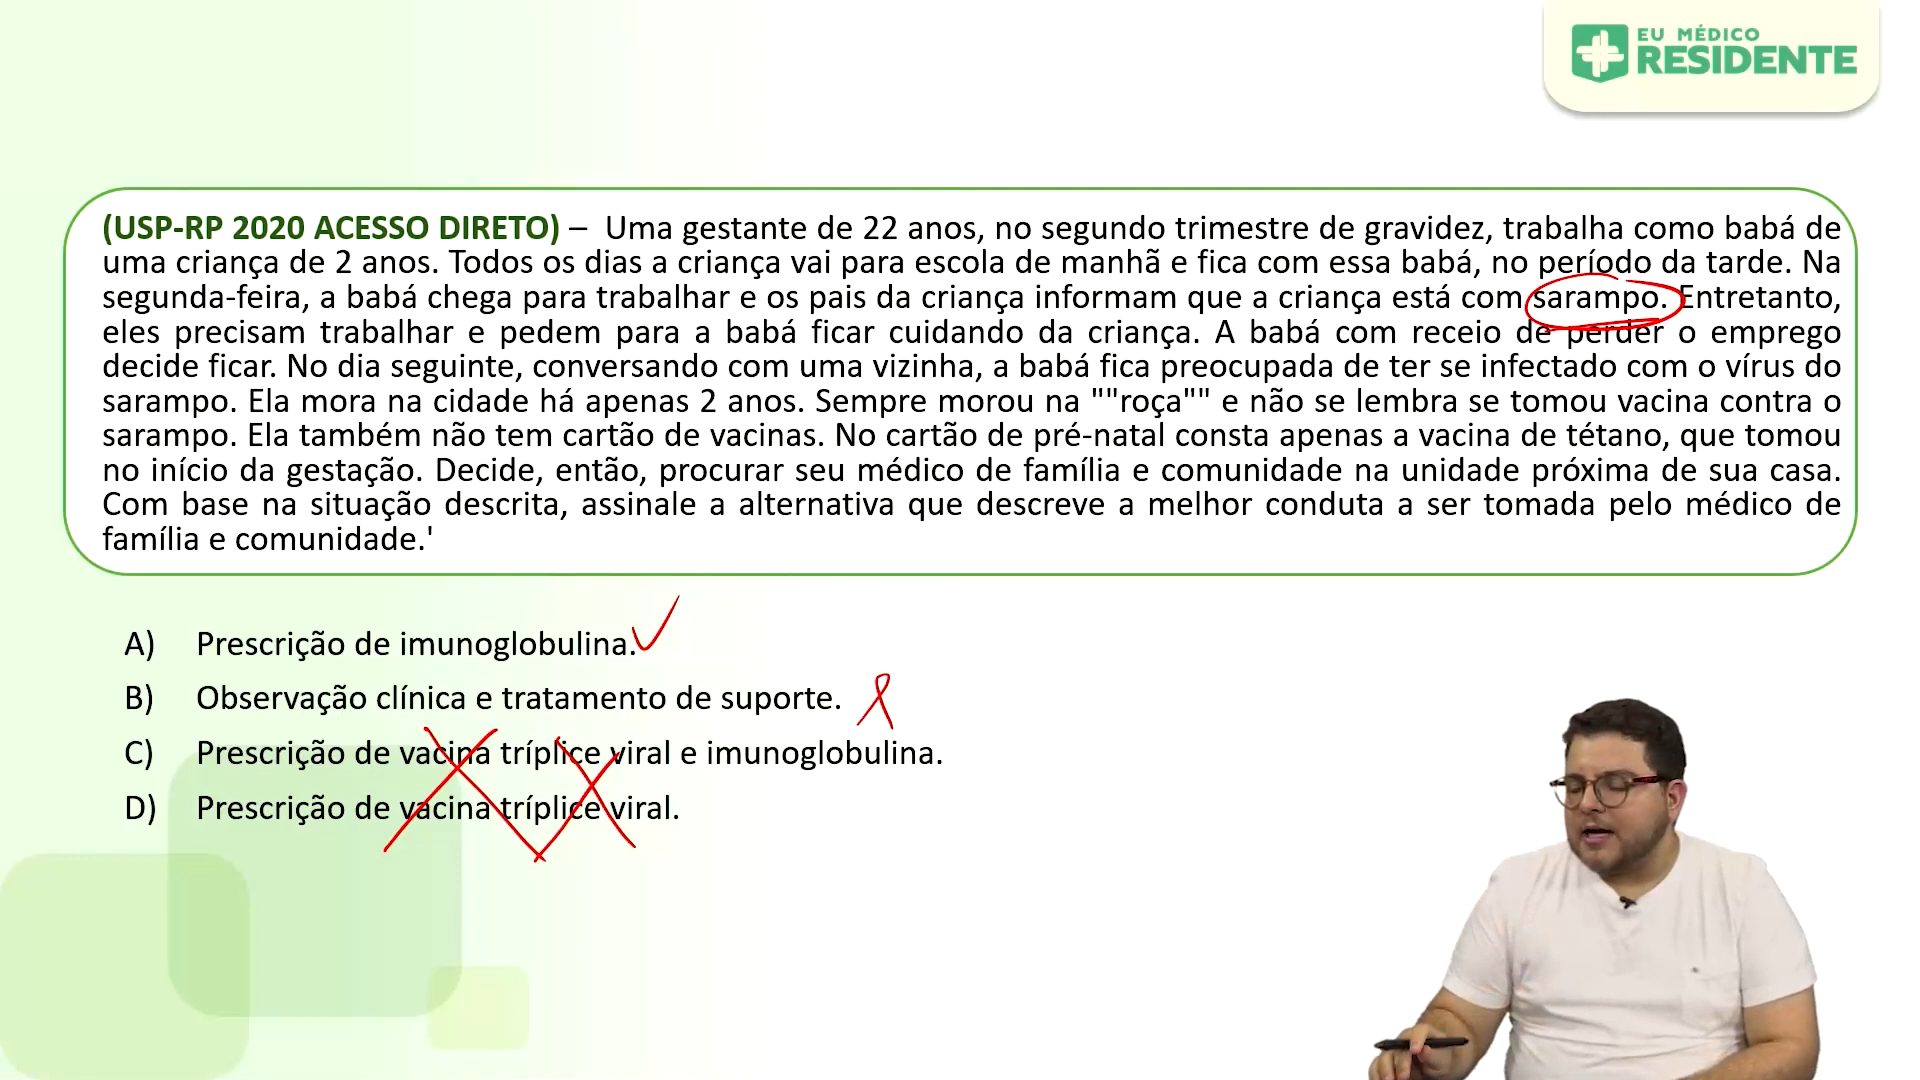 EU MÉDICO
RESIDENTE
(USP-RP 2020 ACESSO DIRETO) – Uma gestante de 22 anos, no segundo trimestre de gravidez, trabalha como babá de
uma criança de 2 anos. Todos os dias a criança vai para escola de manhã e fica com essa babá, no período da tarde. Na
segunda-feira, a babá chega para trabalhar e os pais da criança informam que a criança está com sarampo. Entretanto,
eles precisam trabalhar e pedem para a babá ficar cuidando da criança. A babá com receio de perder o emprego
decide ficar. No dia seguinte, conversando com uma vizinha, a babá fica preocupada de ter se infectado com o vírus do
sarampo. Ela mora na cidade há apenas 2 anos. Sempre morou na ""roça"" e não se lembra se tomou vacina contra o
sarampo. Ela também não tem cartão de vacinas. No cartão de pré-natal consta apenas a vacina de tétano, que tomou
no início da gestação. Decide, então, procurar seu médico de família e comunidade na unidade próxima de sua casa.
Com base na situação descrita, assinale a alternativa que descreve a melhor conduta a ser tomada pelo médico de
família e comunidade.'
A) Prescrição de imunoglobulina.
B) Observação clínica e tratamento de suporte.
C) Prescrição de vacina tríplice viral e imunoglobulina.
D) Prescrição de vacina tríplice viral.